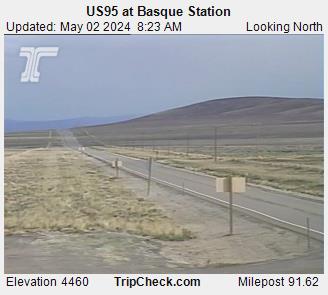 US95 at Basque Station
Updated: May 02 2024 8:23 AM Looking North
Elevation 4460 TripCheck.com Milepost 91.62